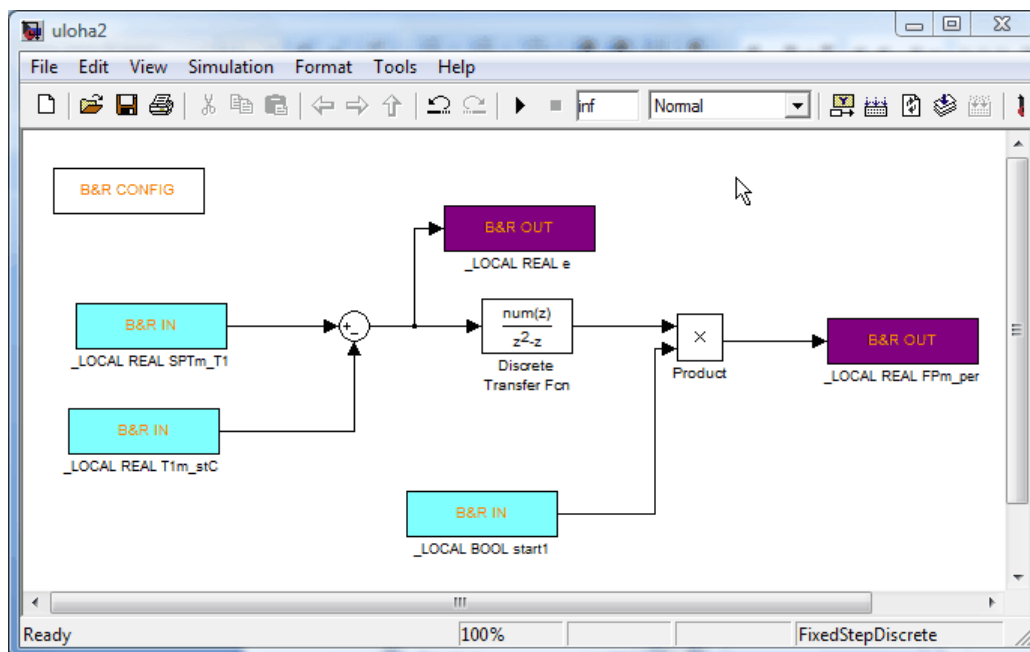 uloha2
File Edit View Simulation Format Tools Help
inf Normal
B&R CONFIG
B&R OUT
_LOCAL REAL e
B&R IN
_LOCAL REAL SPTm_T1
+
-
num(z)
z²-z
Discrete
Transfer Fcn
×
Product
B&R OUT
_LOCAL REAL FPm_per
B&R IN
_LOCAL REAL T1m_stC
B&R IN
_LOCAL BOOL start1
Ready 100% FixedStepDiscrete